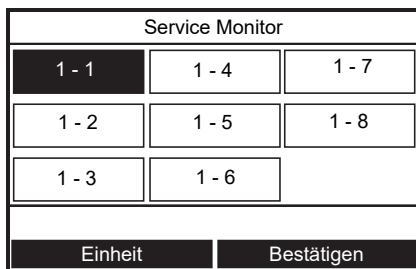 Service Monitor
1 - 1 1 - 4 1 - 7
1 - 2 1 - 5 1 - 8
1 - 3 1 - 6
Einheit Bestätigen